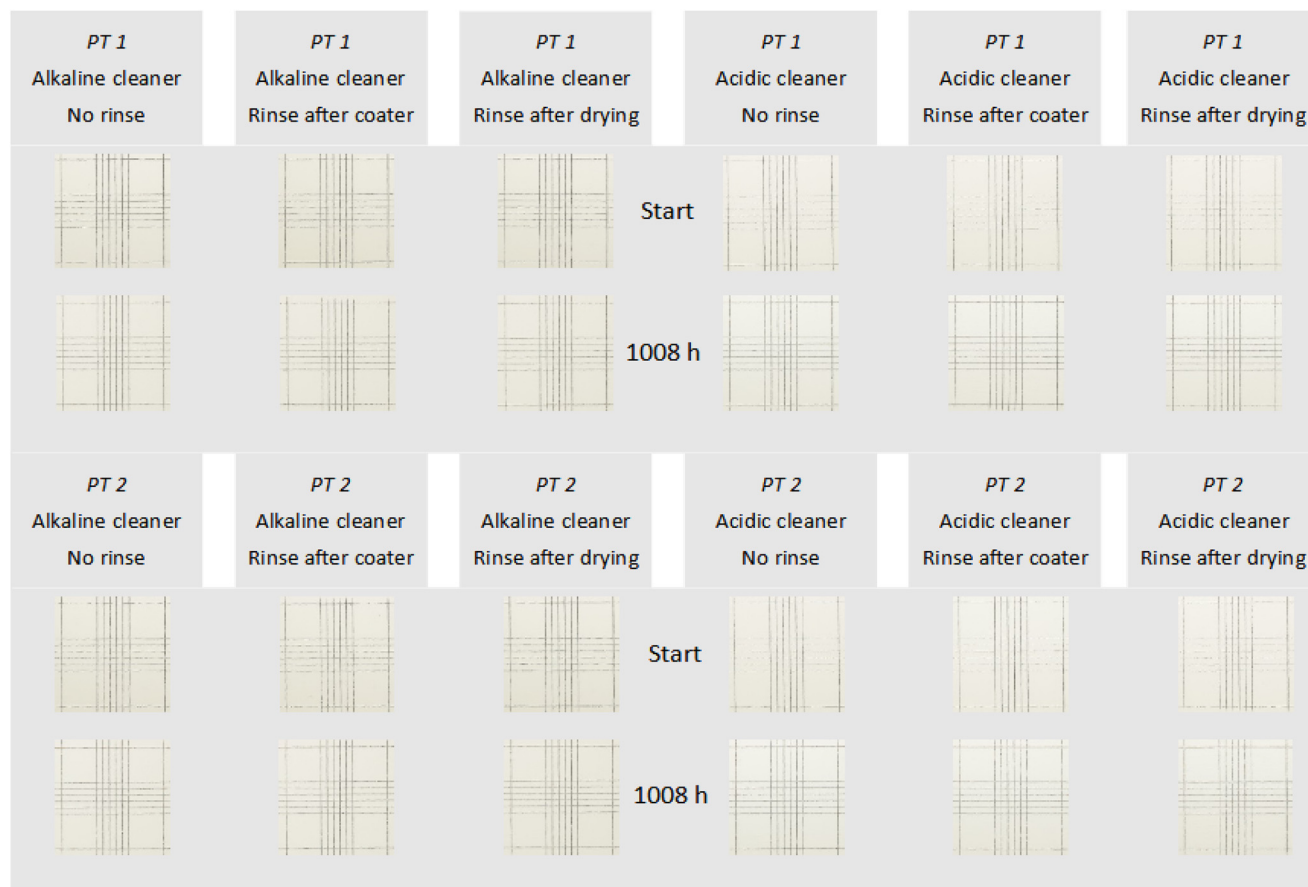 PT 1
Alkaline cleaner
No rinse
PT 1
Alkaline cleaner
Rinse after coater
PT 1
Alkaline cleaner
Rinse after drying
PT 1
Acidic cleaner
No rinse
PT 1
Acidic cleaner
Rinse after coater
PT 1
Acidic cleaner
Rinse after drying
Start
1008 h
PT 2
Alkaline cleaner
No rinse
PT 2
Alkaline cleaner
Rinse after coater
PT 2
Alkaline cleaner
Rinse after drying
PT 2
Acidic cleaner
No rinse
PT 2
Acidic cleaner
Rinse after coater
PT 2
Acidic cleaner
Rinse after drying
Start
1008 h